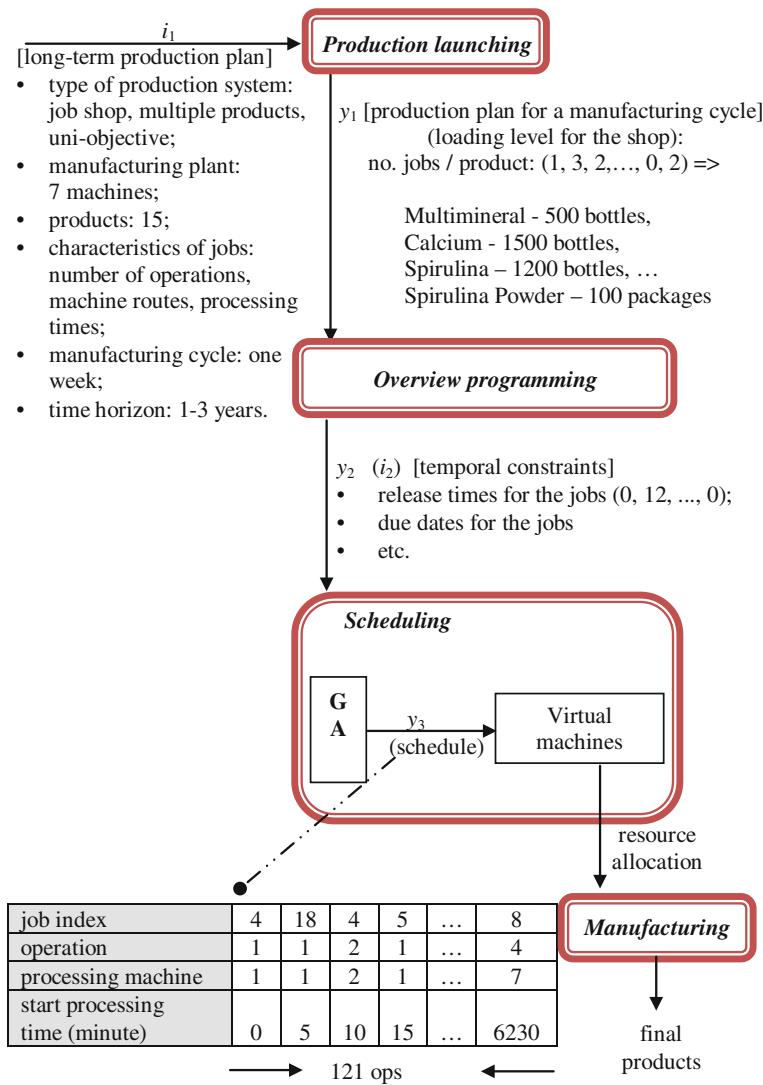 i1
Production launching
[long-term production plan]
• type of production system:
job shop, multiple products,
uni-objective;
• manufacturing plant:
7 machines;
• products: 15;
• characteristics of jobs:
number of operations,
machine routes, processing
times;
• manufacturing cycle: one
week;
• time horizon: 1-3 years.
y1 [production plan for a manufacturing cycle]
(loading level for the shop):
no. jobs / product: (1, 3, 2,…, 0, 2) =>
Multimineral - 500 bottles,
Calcium - 1500 bottles,
Spirulina – 1200 bottles, …
Spirulina Powder – 100 packages
Overview programming
y2 (i2) [temporal constraints]
• release times for the jobs (0, 12, ..., 0);
• due dates for the jobs
• etc.
Scheduling
G
A
y3
(schedule)
Virtual
machines
resource
allocation
Manufacturing
final
products
job index 4 18 4 5 … 8
operation 1 1 2 1 … 4
processing machine 1 1 2 1 … 7
start processing
time (minute) 0 5 10 15 … 6230
121 ops